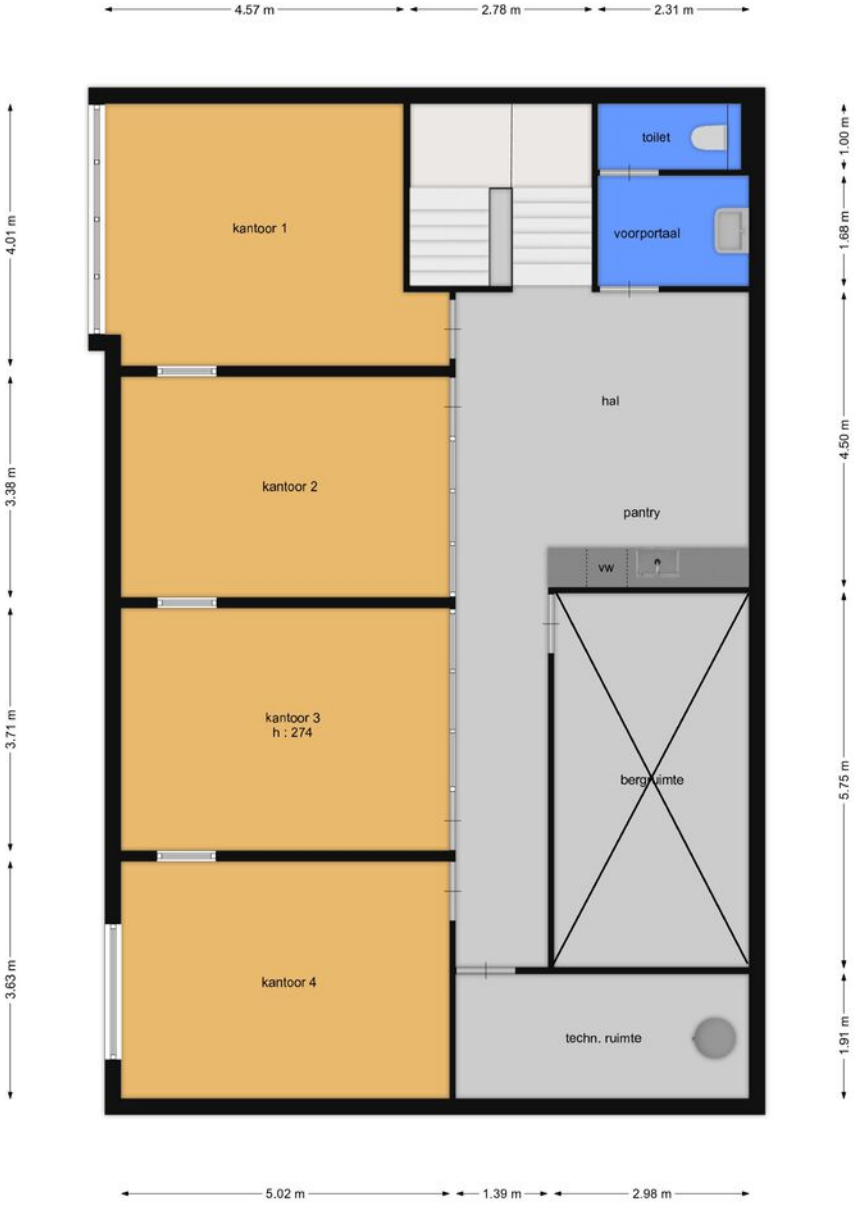 4.57 m
2.78 m
2.31 m
toilet
1.00 m
kantoor 1
voorportaal
4.01 m
1.68 m
hal
4.50 m
kantoor 2
3.38 m
pantry
vw
kantoor 3
h : 274
3.71 m
bergruimte
5.75 m
kantoor 4
3.63 m
techn. ruimte
1.91 m
5.02 m
1.39 m
2.98 m